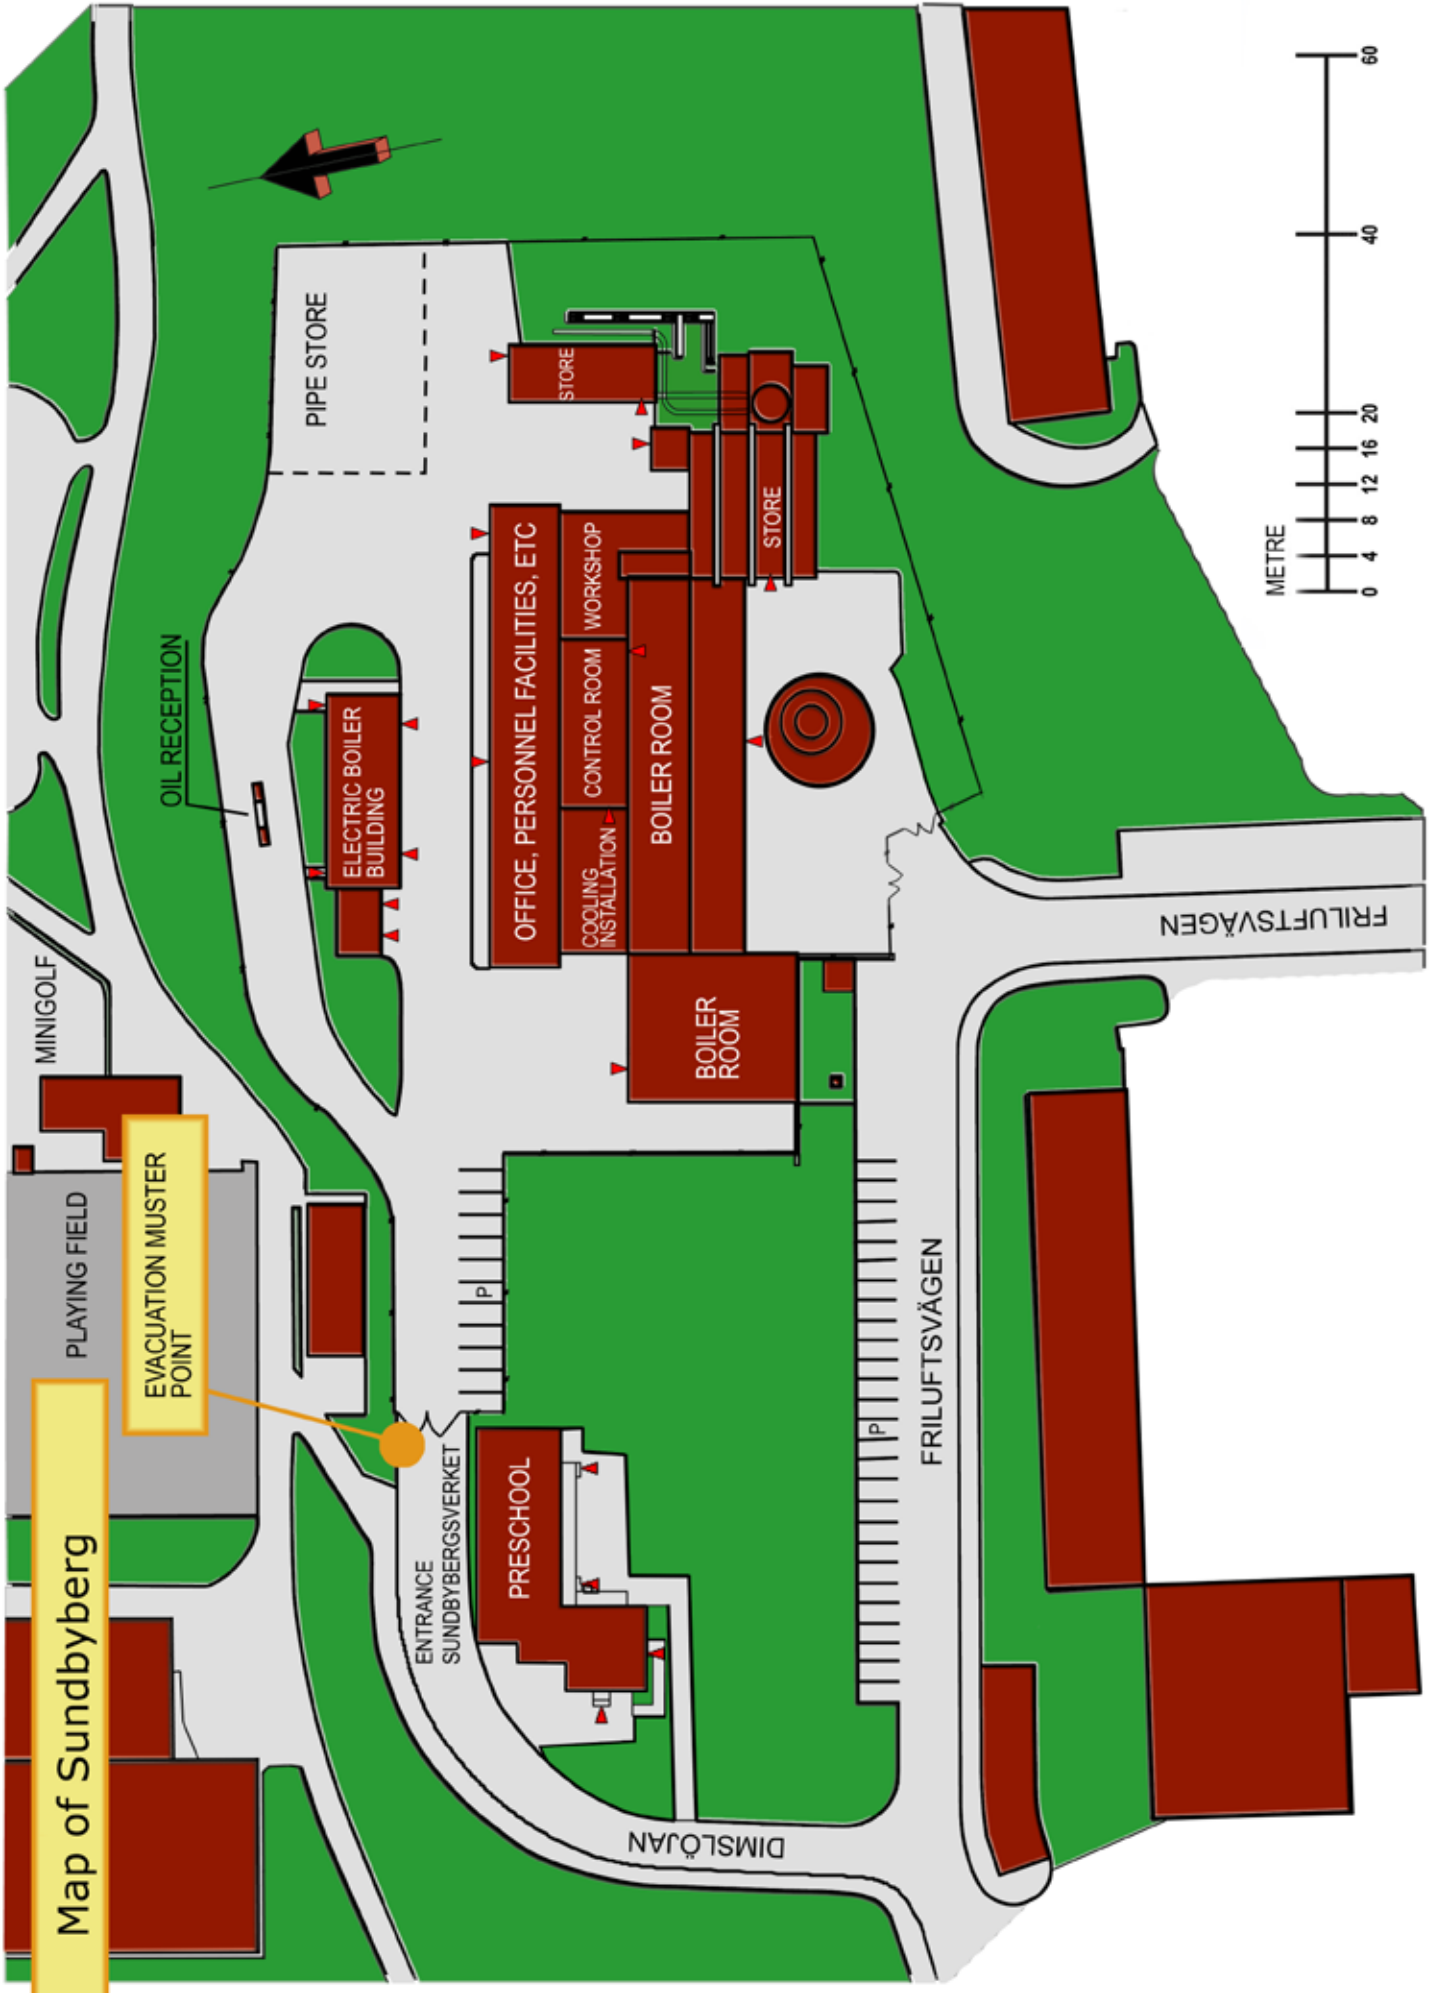 Map of Sundbyberg
EVACUATION MUSTER
POINT
PLAYING FIELD
MINIGOLF
OIL RECEPTION
PIPE STORE
ELECTRIC BOILER
BUILDING
ENTRANCE
SUNDBYBERGSVERKET
P
OFFICE, PERSONNEL FACILITIES, ETC
STORE
PRESCHOOL
COOLING
INSTALLATION
CONTROL ROOM
WORKSHOP
BOILER ROOM
BOILER
ROOM
STORE
DIMSLÖJAN
P
FRILUFTSVÄGEN
FRILUFTSVÄGEN
METRE
0 4 8 12 16 20 40 60